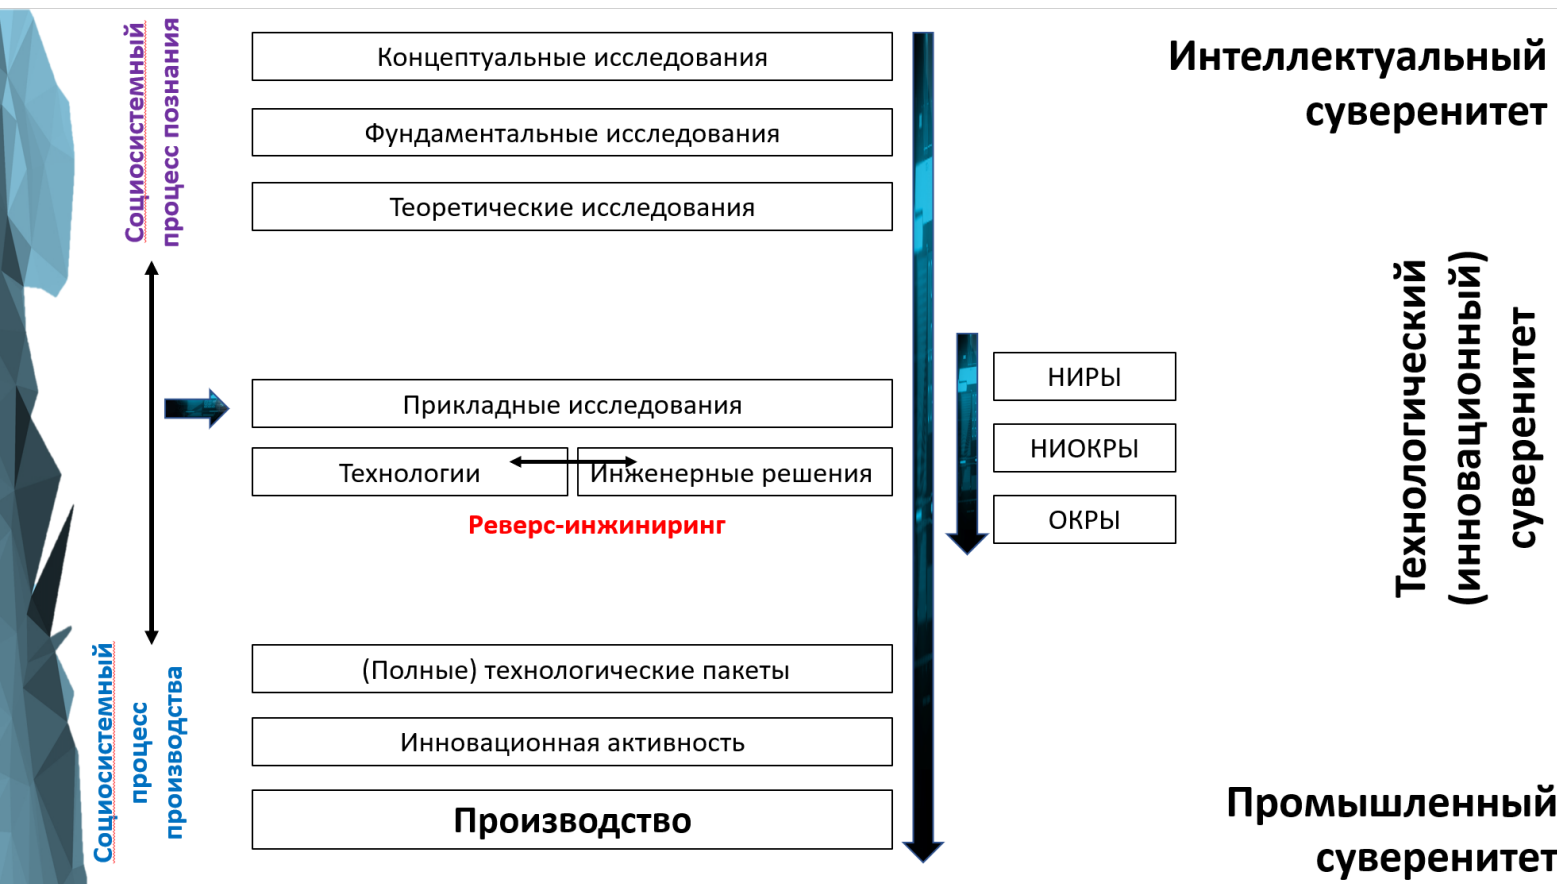 Социосистемный
процесс познания
Концептуальные исследования
Фундаментальные исследования
Теоретические исследования
Интеллектуальный
суверенитет
Прикладные исследования
Технологии
Инженерные решения
Реверс-инжиниринг
НИРЫ
НИОКРЫ
ОКРЫ
Технологический
(инновационный)
суверенитет
Социосистемный
процесс
производства
(Полные) технологические пакеты
Инновационная активность
Производство
Промышленный
суверенитет